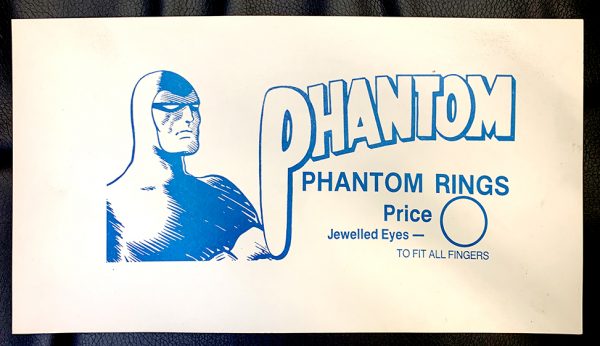 PHANTOM
PHANTOM RINGS
Price
Jewelled Eyes —
TO FIT ALL FINGERS